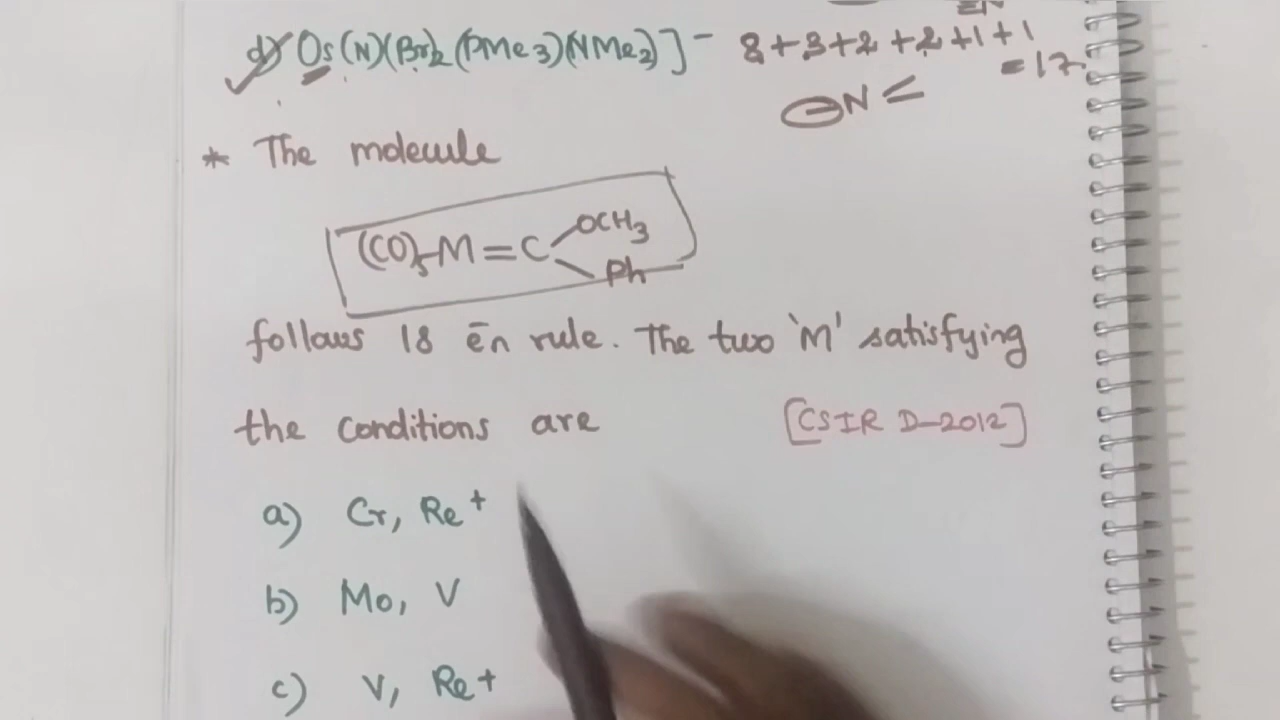 d) Os(N)(Br)2(PMe3)(NMe2)]⁻ 8+3+2+2+1+1
=17
⊖N<
* The molecule
(CO)5-M=C
OCH3
Ph
follows 18 ēn rule. The two 'M' satisfying
the conditions are [CSIR D-2012]
a) Cr, Re+
b) Mo, V
c) V, Re+